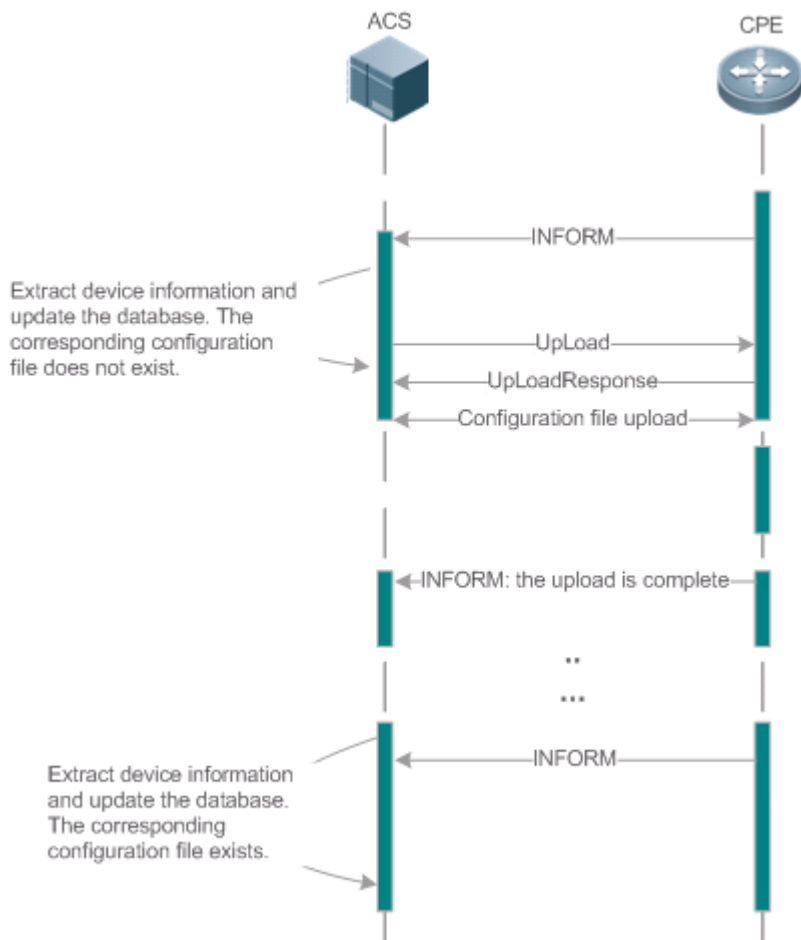 ACS
CPE
INFORM
Extract device information and
update the database. The
corresponding configuration
file does not exist.
UpLoad
UpLoadResponse
Configuration file upload
INFORM: the upload is complete
..
...
INFORM
Extract device information
and update the database.
The corresponding
configuration file exists.